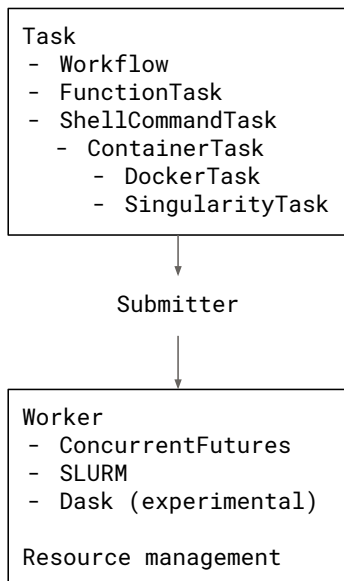 Task
- Workflow
- FunctionTask
- ShellCommandTask
- ContainerTask
- DockerTask
- SingularityTask
Submitter
Worker
- ConcurrentFutures
- SLURM
- Dask (experimental)
Resource management